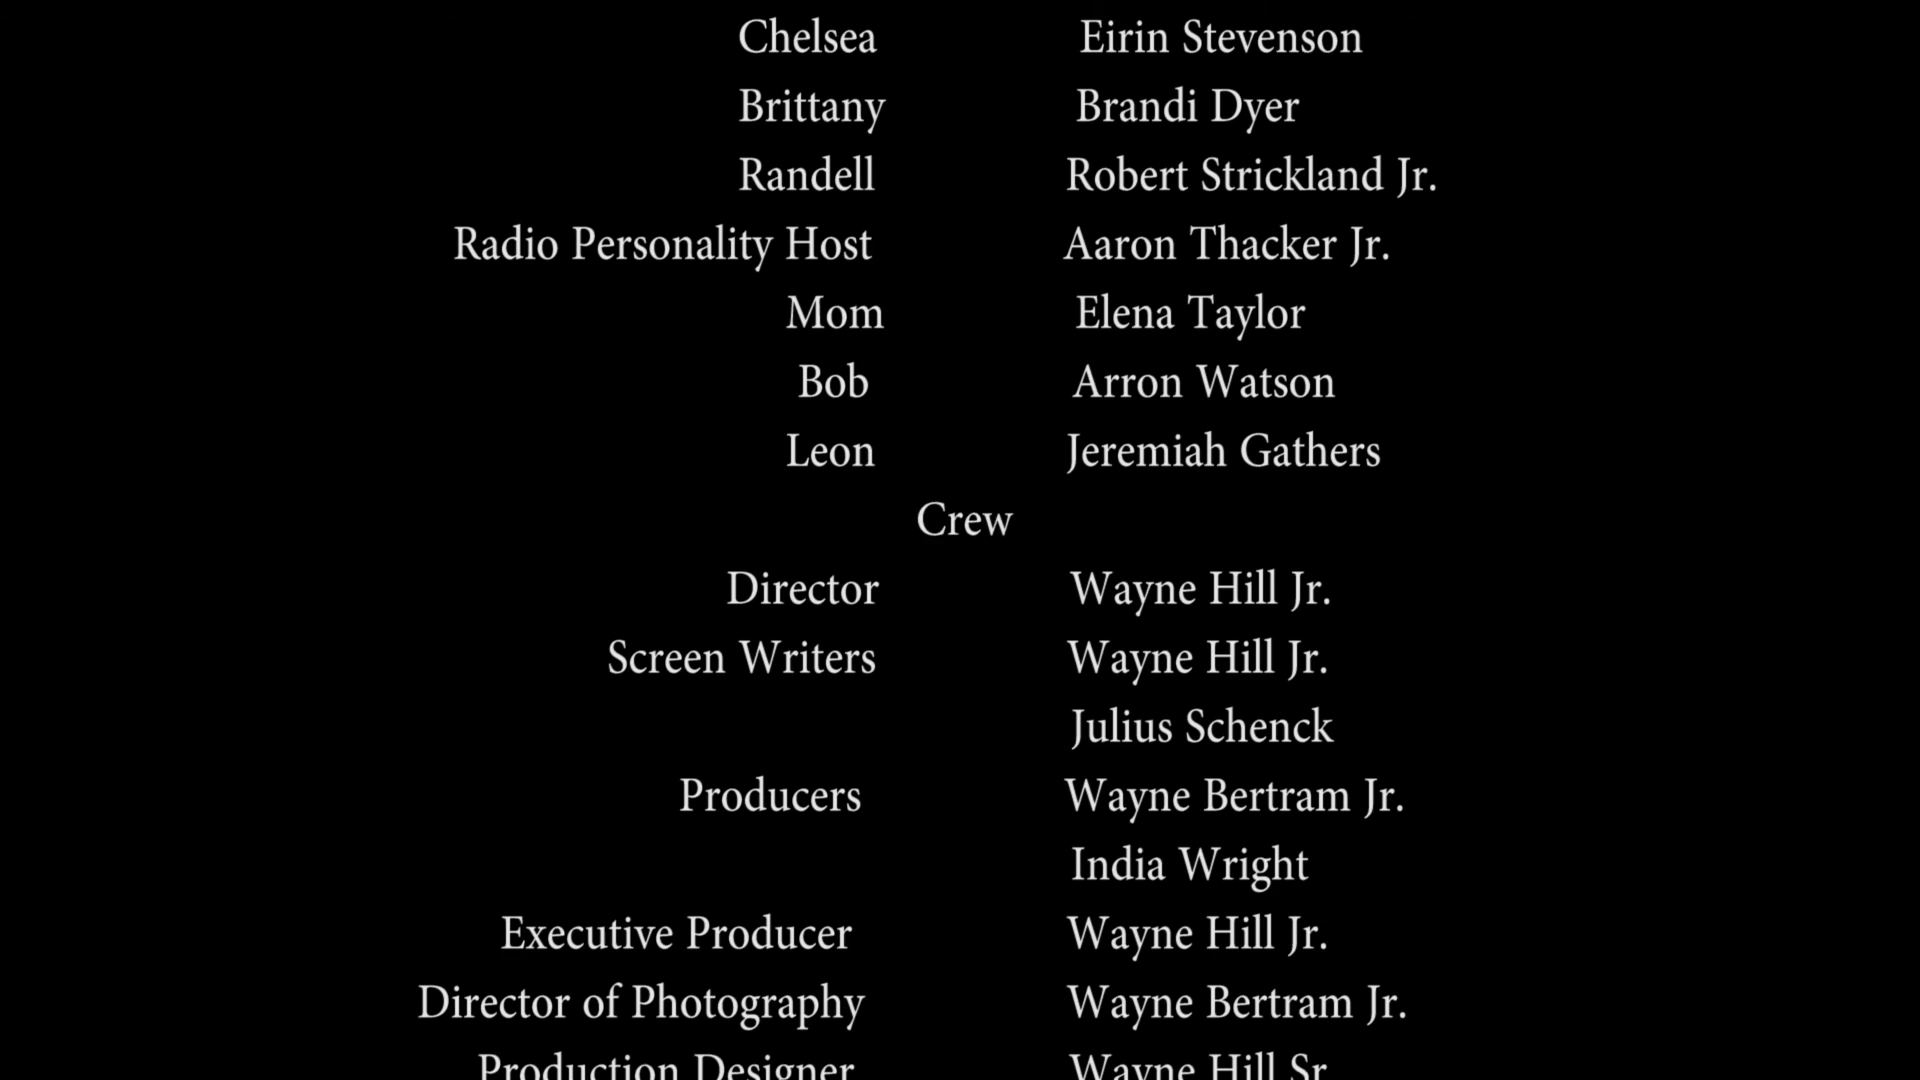 Chelsea Eirin Stevenson
Brittany Brandi Dyer
Randell Robert Strickland Jr.
Radio Personality Host Aaron Thacker Jr.
Mom Elena Taylor
Bob Arron Watson
Leon Jeremiah Gathers
Crew
Director Wayne Hill Jr.
Screen Writers Wayne Hill Jr.
Julius Schenck
Producers Wayne Bertram Jr.
India Wright
Executive Producer Wayne Hill Jr.
Director of Photography Wayne Bertram Jr.
Production Designer Wayne Hill Sr.